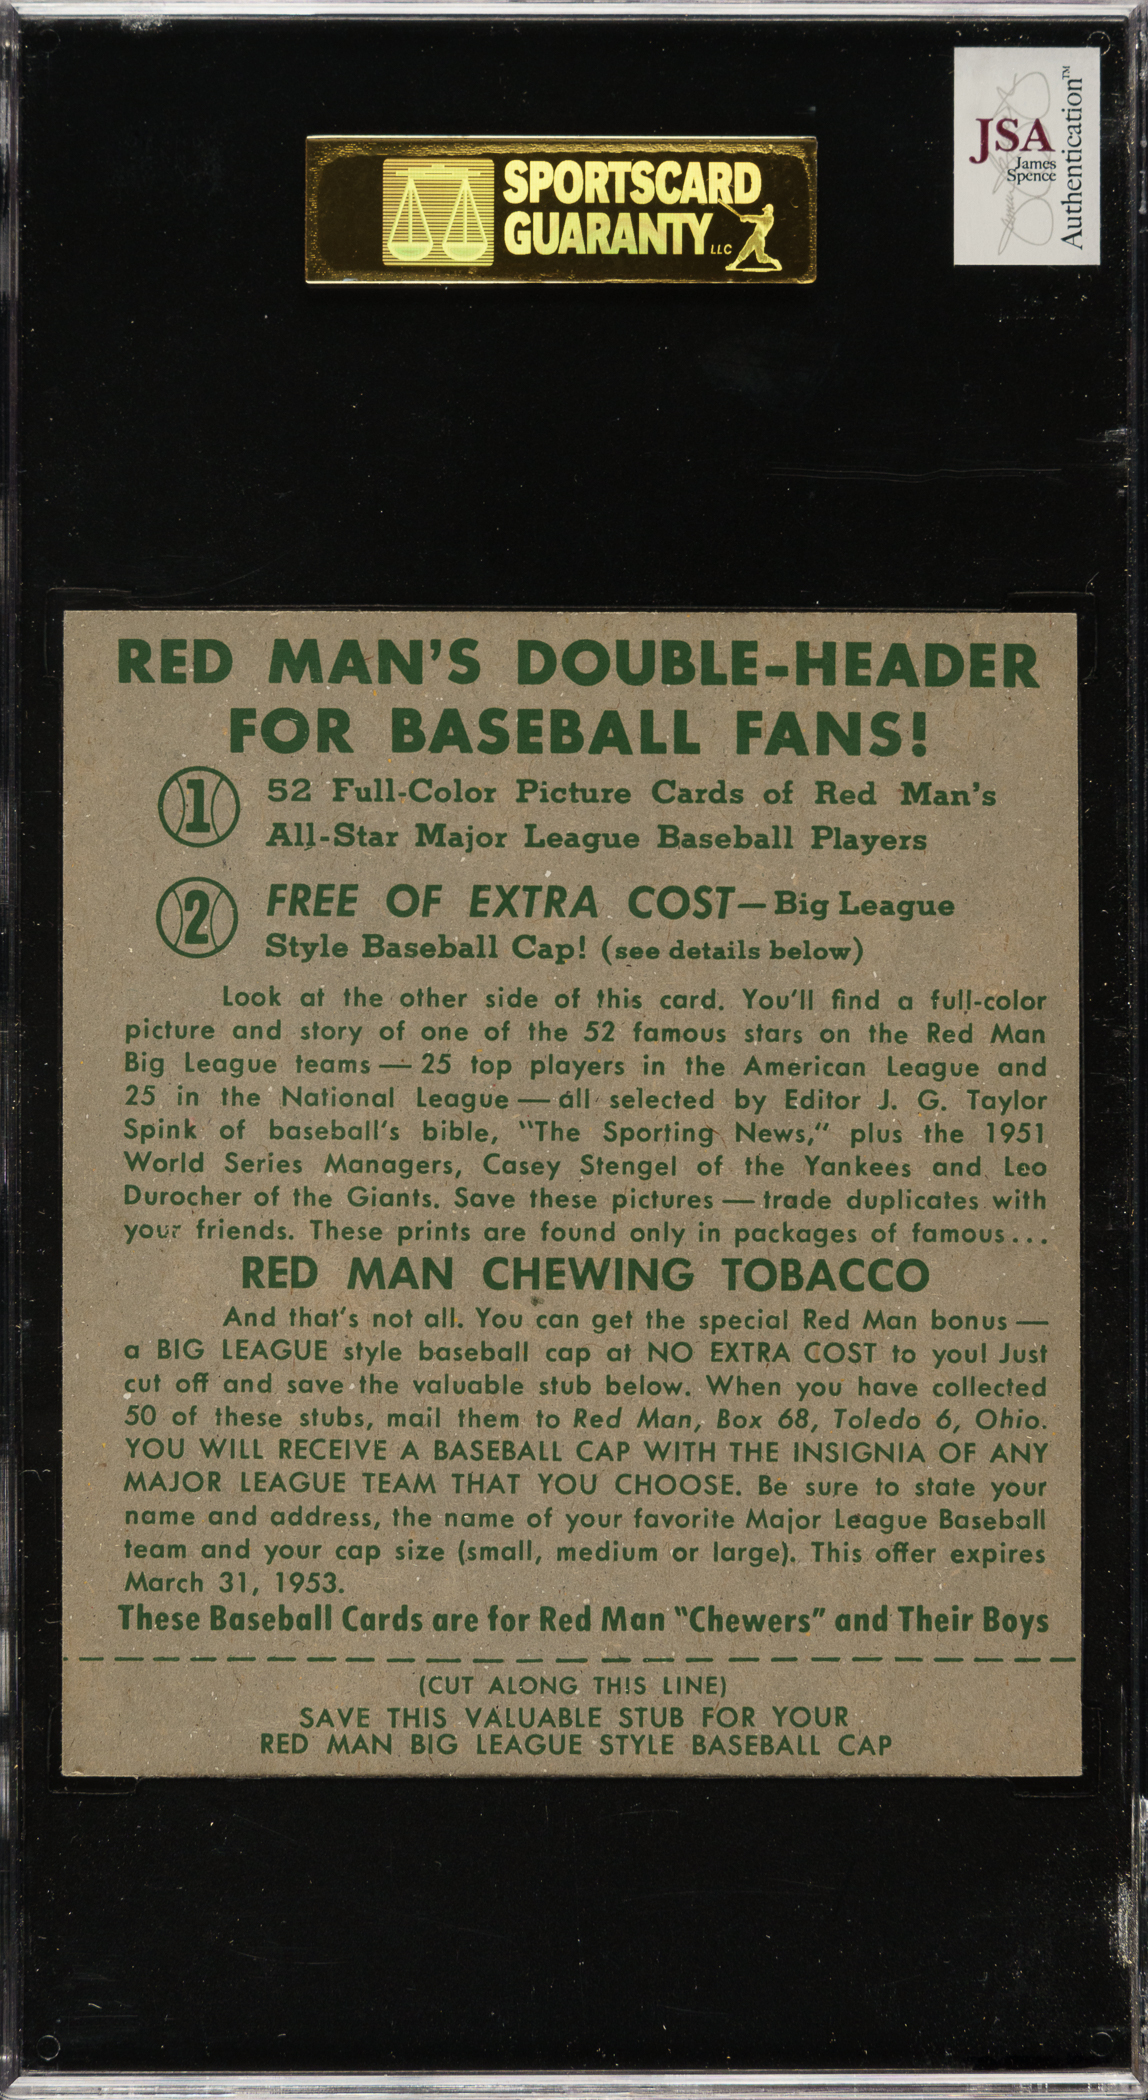 SPORTSCARD
GUARANTY LLC
JSA
James
Spence
Authentication™
RED MAN'S DOUBLE-HEADER
FOR BASEBALL FANS!
1 52 Full-Color Picture Cards of Red Man's
All-Star Major League Baseball Players
2 FREE OF EXTRA COST—Big League
Style Baseball Cap! (see details below)
Look at the other side of this card. You'll find a full-color
picture and story of one of the 52 famous stars on the Red Man
Big League teams — 25 top players in the American League and
25 in the National League — all selected by Editor J. G. Taylor
Spink of baseball's bible, "The Sporting News," plus the 1951
World Series Managers, Casey Stengel of the Yankees and Leo
Durocher of the Giants. Save these pictures — trade duplicates with
your friends. These prints are found only in packages of famous...
RED MAN CHEWING TOBACCO
And that's not all. You can get the special Red Man bonus —
a BIG LEAGUE style baseball cap at NO EXTRA COST to you! Just
cut off and save the valuable stub below. When you have collected
50 of these stubs, mail them to Red Man, Box 68, Toledo 6, Ohio.
YOU WILL RECEIVE A BASEBALL CAP WITH THE INSIGNIA OF ANY
MAJOR LEAGUE TEAM THAT YOU CHOOSE. Be sure to state your
name and address, the name of your favorite Major League Baseball
team and your cap size (small, medium or large). This offer expires
March 31, 1953.
These Baseball Cards are for Red Man "Chewers" and Their Boys
(CUT ALONG THIS LINE)
SAVE THIS VALUABLE STUB FOR YOUR
RED MAN BIG LEAGUE STYLE BASEBALL CAP